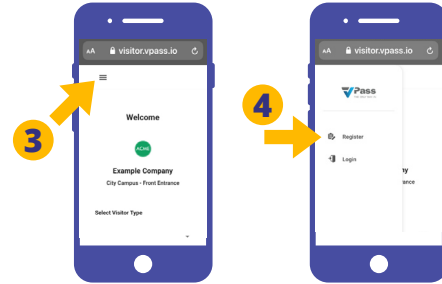 3
AA visitor.vpass.io
Welcome
ACME
Example Company
City Campus - Front Entrance
Select Visitor Type
4
AA visitor.vpass.io
VPass
Register
Login
ny
rance